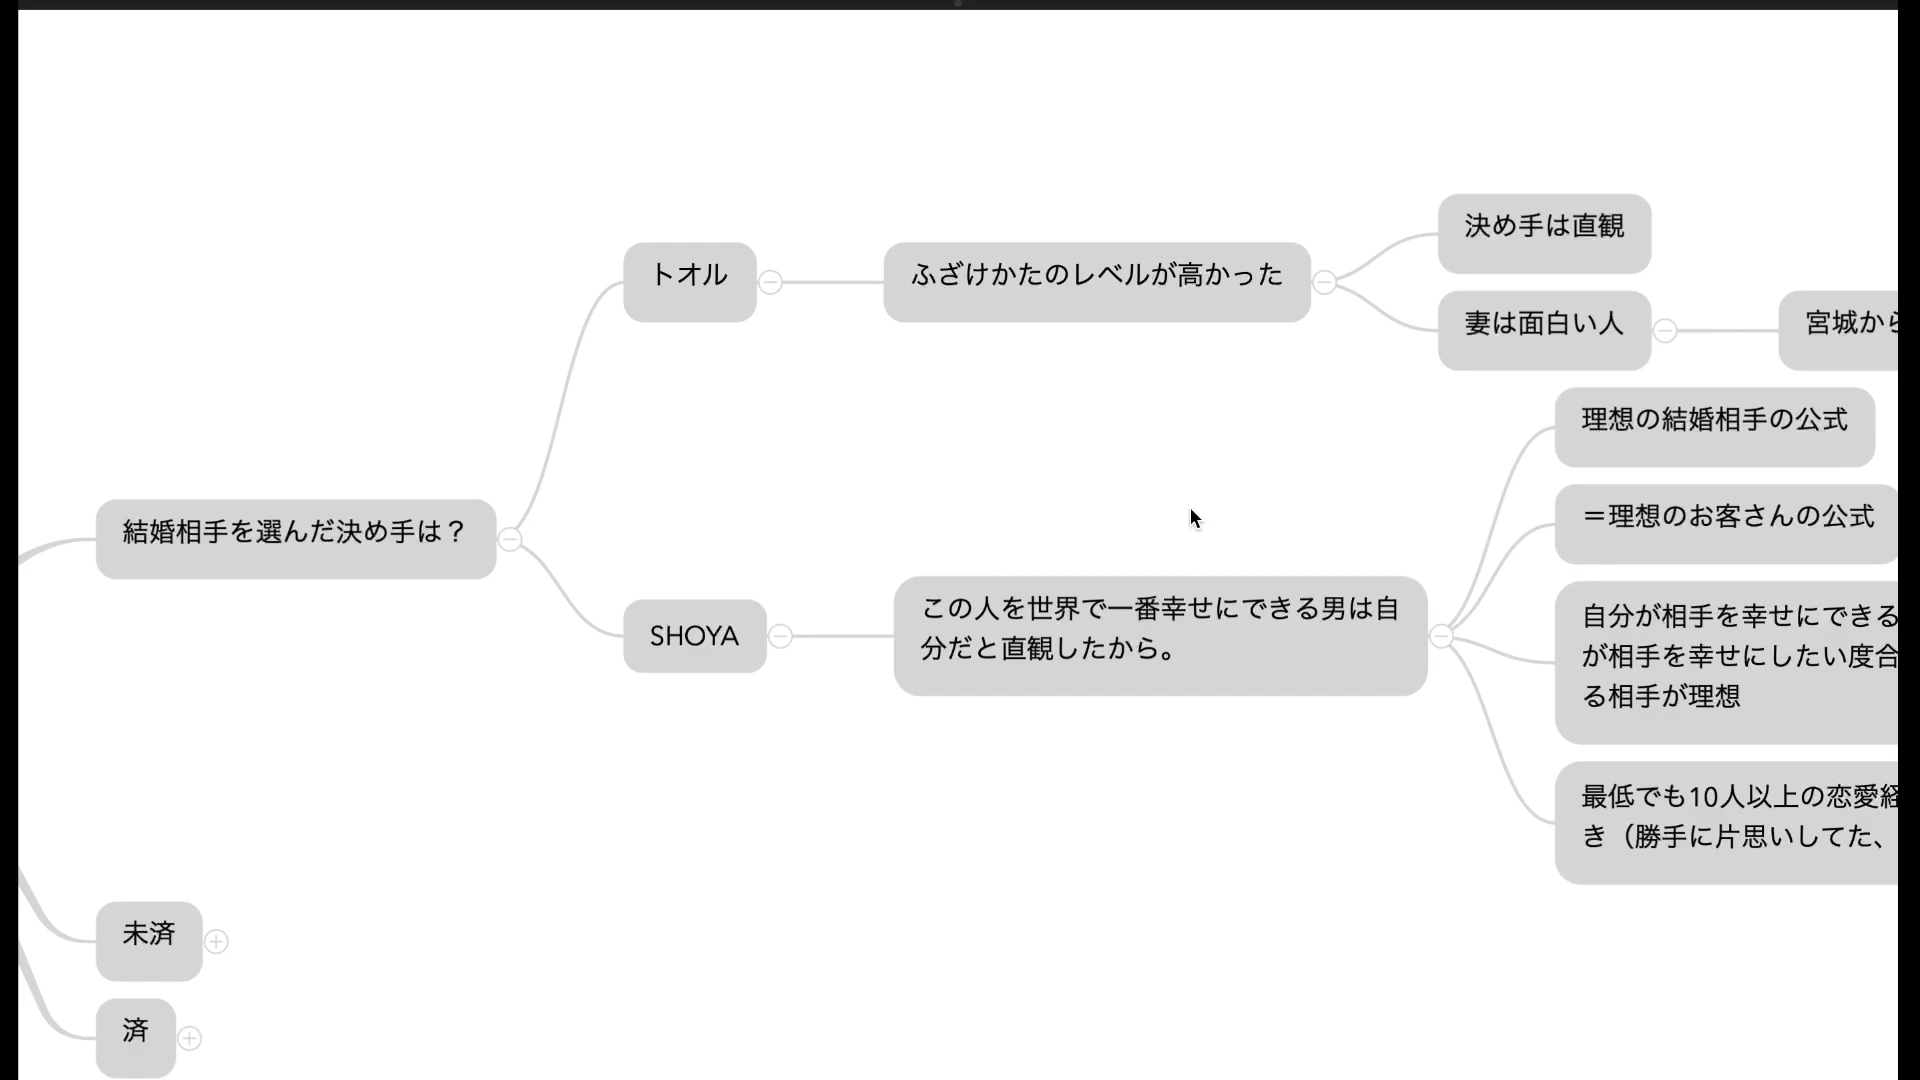 結婚相手を選んだ決め手は？
トオル
ふざけかたのレベルが高かった
決め手は直観
妻は面白い人
宮城から
SHOYA
この人を世界で一番幸せにできる男は自
分だと直観したから。
理想の結婚相手の公式
＝理想のお客さんの公式
自分が相手を幸せにできる
が相手を幸せにしたい度合
る相手が理想
最低でも10人以上の恋愛経
き（勝手に片思いしてた、
未済
済